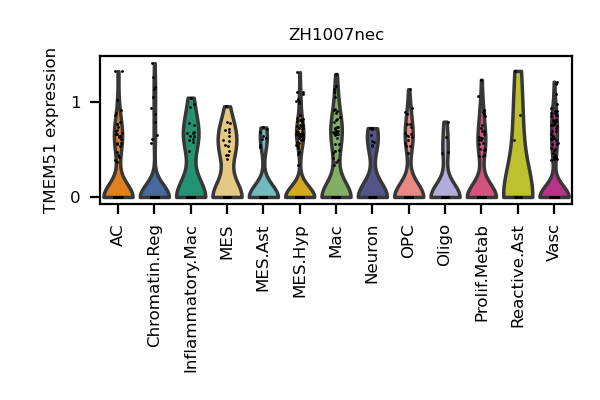 ZH1007nec
TMEM51 expression
1
0
AC
Chromatin.Reg
Inflammatory.Mac
MES
MES.Ast
MES.Hyp
Mac
Neuron
OPC
Oligo
Prolif.Metab
Reactive.Ast
Vasc